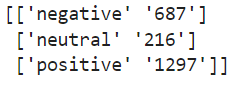 [['negative' '687']
['neutral' '216']
['positive' '1297']]